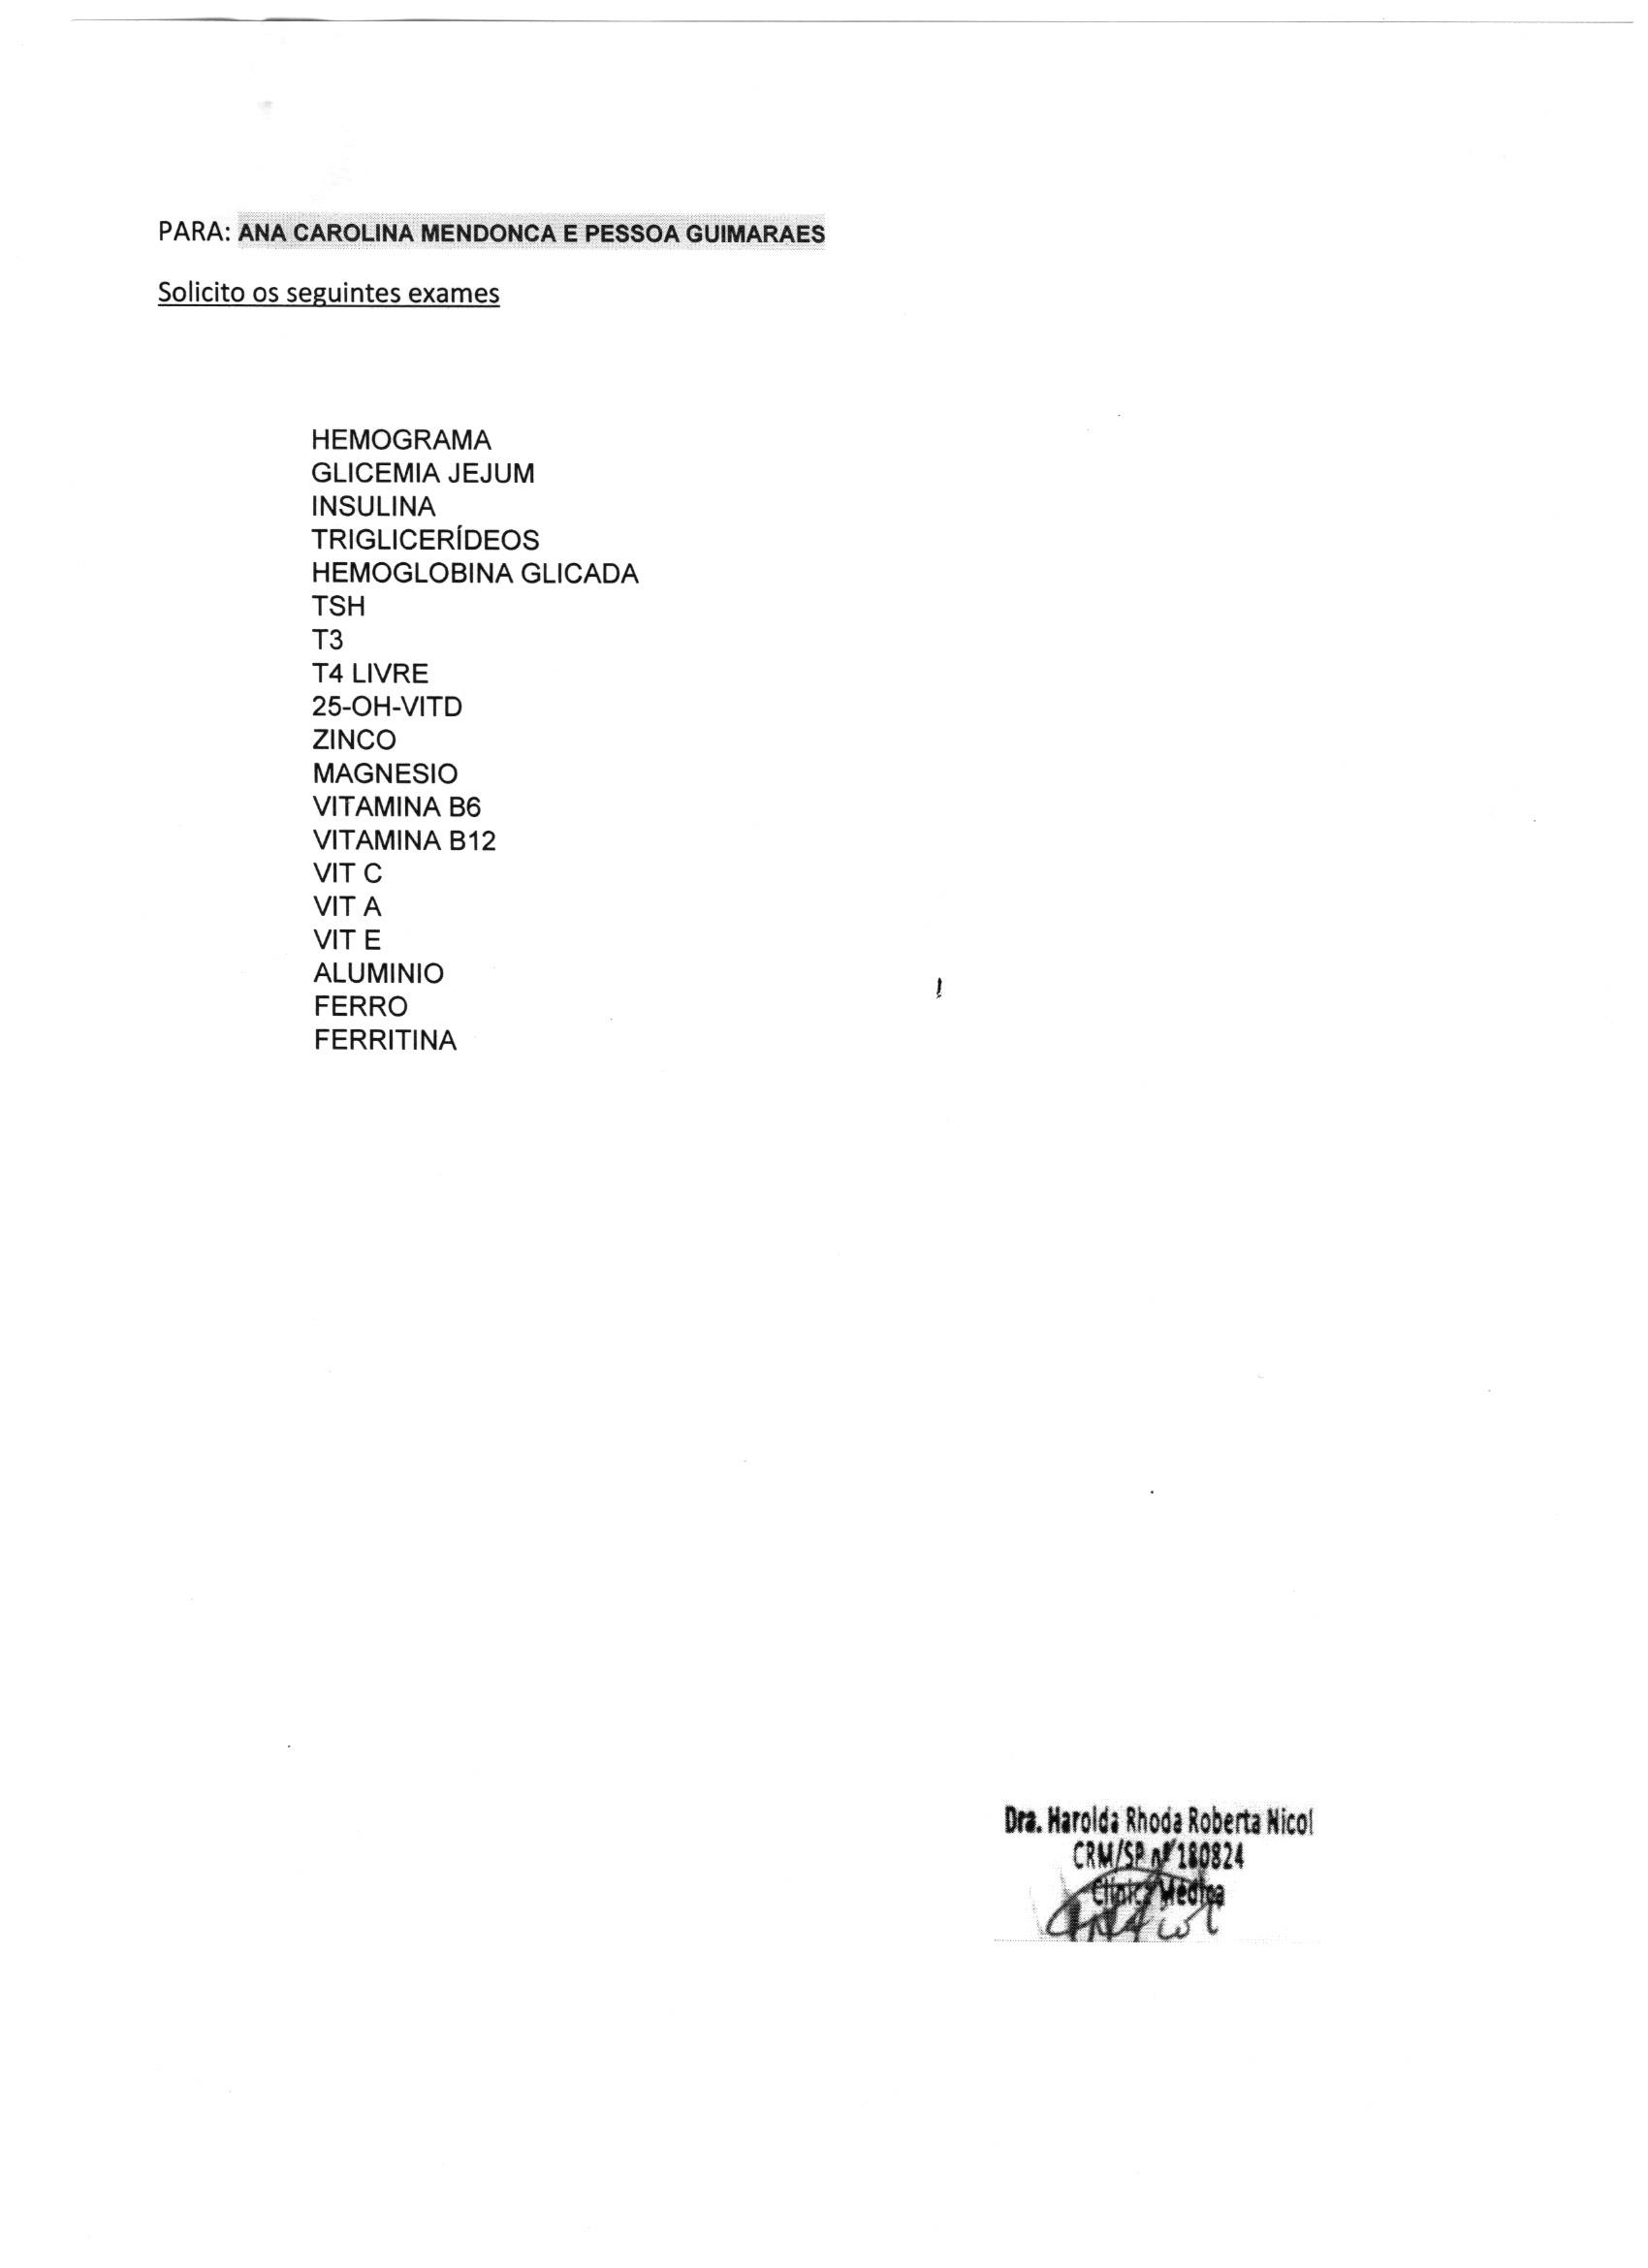 PARA: ANA CAROLINA MENDONCA E PESSOA GUIMARAES
Solicito os seguintes exames
HEMOGRAMA
GLICEMIA JEJUM
INSULINA
TRIGLICERÍDEOS
HEMOGLOBINA GLICADA
TSH
T3
T4 LIVRE
25-OH-VITD
ZINCO
MAGNESIO
VITAMINA B6
VITAMINA B12
VIT C
VIT A
VIT E
ALUMINIO
FERRO
FERRITINA
Dra. Harolda Rhoda Roberta Nicol
CRM/SP nº 180824
Clínica Médica